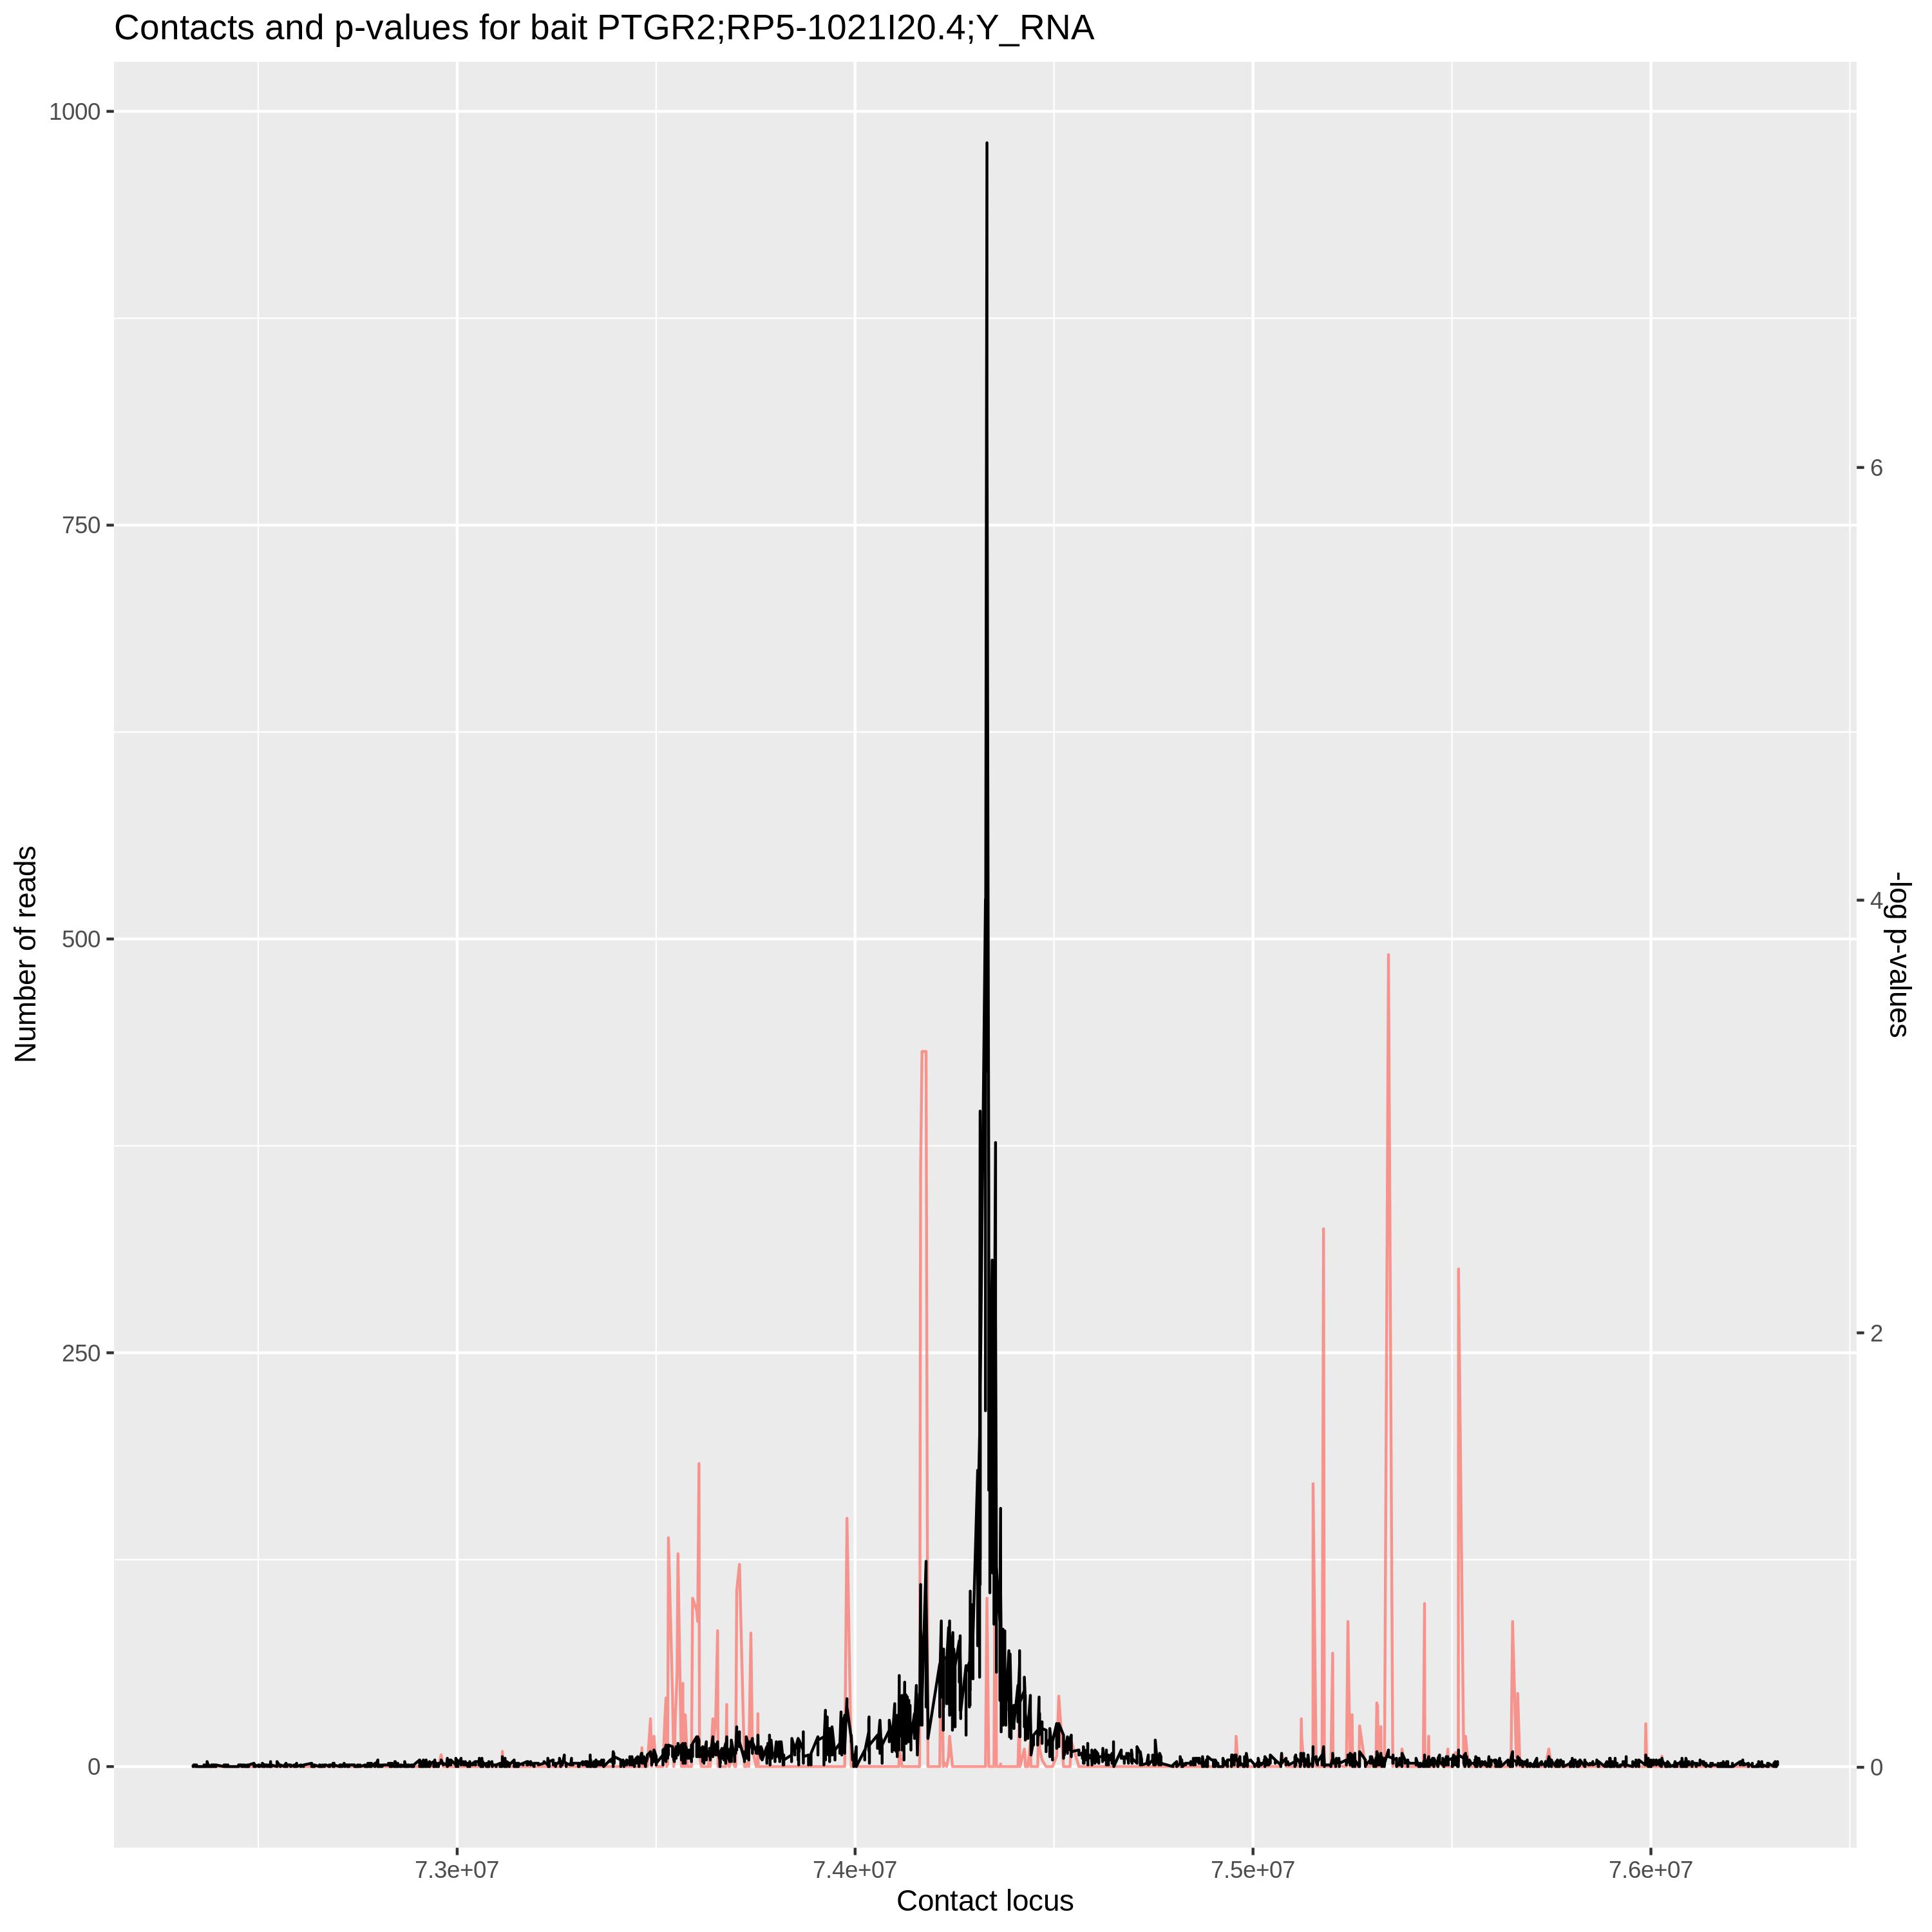 Contacts and p-values for bait PTGR2;RP5-1021I20.4;Y_RNA
1000
750
500
250
0
Number of reads
6
4
2
0
-log p-values
7.3e+07
7.4e+07
7.5e+07
7.6e+07
Contact locus